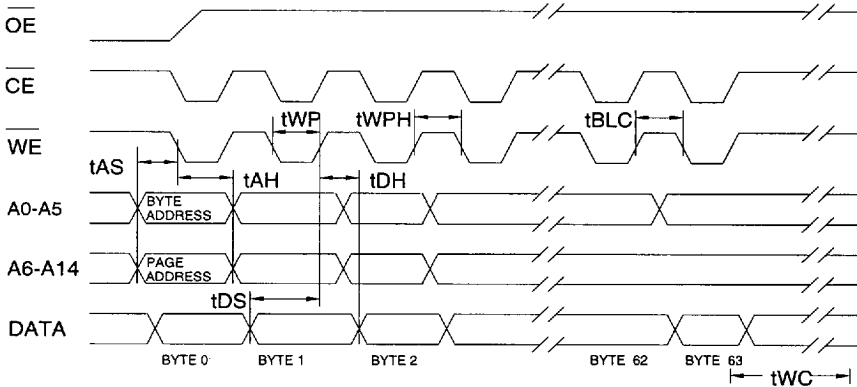 OE
CE
tWP tWPH tBLC
WE
tAS tAH tDH
A0-A5 BYTE ADDRESS
A6-A14 PAGE ADDRESS
tDS
DATA
BYTE 0 BYTE 1 BYTE 2 BYTE 62 BYTE 63
tWC